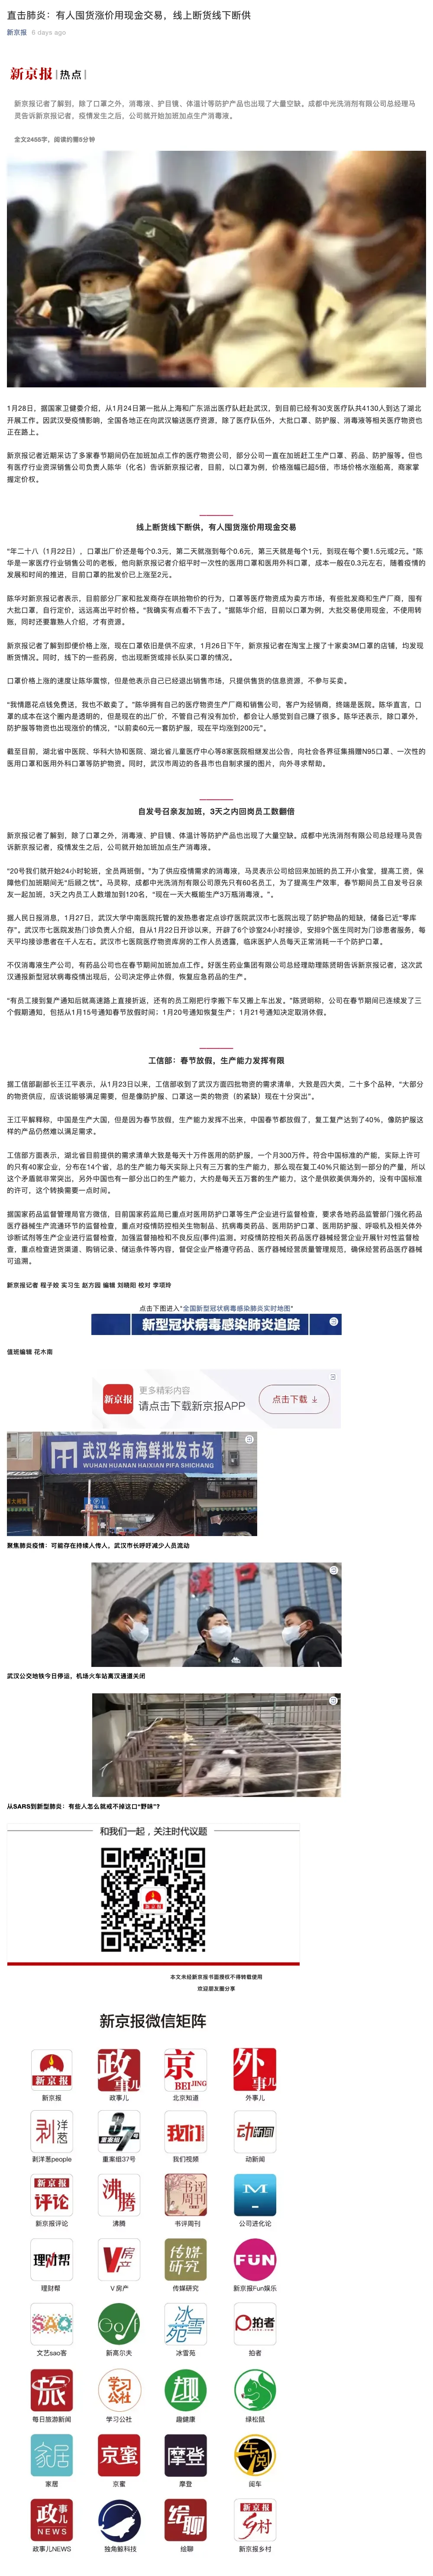 直击肺炎：有人囤货涨价用现金交易，线上断货线下断供
新京报 6 days ago
新京报|热点|
新京报记者了解到，除了口罩之外，消毒液、护目镜、体温计等防护产品也出现了大量空缺。成都中光洗消剂有限公司总经理马
灵告诉新京报记者，疫情发生之后，公司就开始加班加点生产消毒液。
全文2455字，阅读约需5分钟
1月28日，据国家卫健委介绍，从1月24日第一批从上海和广东派出医疗队赶赴武汉，到目前已经有30支医疗队共4130人到达了湖北
开展工作。因武汉受疫情影响，全国各地正在向武汉输送医疗资源，除了医疗队伍外，大批口罩、防护服、消毒液等相关医疗物资也
正在路上。
新京报记者近期采访了多家春节期间仍在加班加点工作的医疗物资公司，部分公司一直在加班赶工生产口罩、药品、防护服等。但也
有医疗行业资深销售公司负责人陈华（化名）告诉新京报记者，目前，以口罩为例，价格涨幅已超5倍，市场价格水涨船高，商家掌
握定价权。
线上断货线下断供，有人囤货涨价用现金交易
“年二十八（1月22日），口罩出厂价还是每个0.3元，第二天就涨到每个0.6元，第三天就是每个1元，到现在每个要1.5元或2元。”陈
华是一家医疗行业销售公司的老板，他向新京报记者介绍平时一次性的医用口罩和医用外科口罩，成本一般在0.3元左右，随着疫情的
发展和时间的推进，目前口罩的批发价已上涨至2元。
陈华对新京报记者表示，目前部分厂家和批发商存在哄抬物价的行为，口罩等医疗物资成为卖方市场，有些批发商和生产厂商，囤有
大批口罩，自行定价，远远高出平时价格。“我确实有点看不下去了。”据陈华介绍，目前以口罩为例，大批交易使用现金，不使用转
账，同时还要靠熟人介绍，才有资源。
新京报记者了解到即便价格上涨，现在口罩依旧是供不应求，1月26日下午，新京报记者在淘宝上搜了十家卖3M口罩的店铺，均发现
断货情况。同时，线下的一些药房，也出现断货或排长队买口罩的情况。
口罩价格上涨的速度让陈华震惊，但是他表示自己已经退出销售市场，只提供售货的信息资源，不参与买卖。
“我情愿花点钱免费送，我也不敢卖了。”陈华拥有自己的医疗物资生产厂商和销售公司，客户为经销商，终端是医院。陈华直言，口
罩的成本在这个圈内是透明的，但是现在的出厂价，不管自己有没有加价，都会让人感觉到自己赚了很多。陈华还表示，除口罩外，
防护服等物资也出现涨价的情况，“以前卖60元一套防护服，现在平均涨到200元”。
截至目前，湖北省中医院、华科大协和医院、湖北省儿童医疗中心等8家医院相继发出公告，向社会各界征集捐赠N95口罩、一次性的
医用口罩和医用外科口罩等防护物资。同时，武汉市周边的各县市也自制求援的图片，向外寻求帮助。
自发号召亲友加班，3天之内回岗员工数翻倍
新京报记者了解到，除了口罩之外，消毒液、护目镜、体温计等防护产品也出现了大量空缺。成都中光洗消剂有限公司总经理马灵告
诉新京报记者，疫情发生之后，公司就开始加班加点生产消毒液。
“20号我们就开始24小时轮班，全员两班倒。”为了供应疫情需求的消毒液，马灵表示公司给回来加班的员工开小食堂，提高工资，保
障他们加班期间无“后顾之忧”。马灵称，成都中光洗消剂有限公司原先只有60名员工，为了提高生产效率，春节期间员工自发号召亲
友一起加班，3天之内员工人数增加到120名，“现在一天大概能生产3万瓶消毒液。”
据人民日报消息，1月27日，武汉大学中南医院托管的发热患者定点诊疗医院武汉市七医院出现了防护物品的短缺，储备已近“零库
存”。武汉市七医院发热门诊负责人介绍，自从1月22日开诊以来，开辟了6个诊室24小时接诊，安排9个医生同时为门诊患者服务，每
天平均接诊患者在千人左右。武汉市七医院医疗物资库房的工作人员透露，临床医护人员每天正常消耗一千个防护口罩。
不仅消毒液生产公司，有药品公司也在春节期间加班加点工作。好医生药业集团有限公司总经理助理陈贤明告诉新京报记者，这次武
汉通报新型冠状病毒疫情出现后，公司决定停止休假，恢复应急药品的生产。
“有员工接到复产通知后就高速路上直接折返，还有的员工刚把行李搬下车又搬上车出发。”陈贤明称，公司在春节期间已连续发了三
个假期通知，包括从1月15号通知春节放假时间；1月20号通知恢复生产；1月21号通知决定取消休假。
工信部：春节放假，生产能力发挥有限
据工信部副部长王江平表示，从1月23日以来，工信部收到了武汉方面四批物资的需求清单，大致是四大类，二十多个品种，“大部分
的物资供应，应该说能够满足需要，但是像防护服、口罩这一类的物资（的紧缺）现在十分突出”。
王江平解释称，中国是生产大国，但是因为春节放假，生产能力发挥不出来，中国春节都放假了，复工复产达到了40%，像防护服这
样的产品仍然难以满足需求。
工信部方面表示，湖北省目前提供的需求清单大致是每天十万件医用的防护服，一个月300万件。符合中国标准的产能，实际上许可
的只有40家企业，分布在14个省，总的生产能力每天实际上只有三万套的生产能力，那么现在复工40%只能达到一部分的产量，所以
这个矛盾就非常突出，另外中国也有一部分出口的生产能力，大约是每天五万套的生产能力，这个是供欧美供海外的，没有中国标准
的许可，这个转换需要一点时间。
据国家药品监督管理局官方微信，目前国家药监局已重点对医用防护口罩等生产企业进行监督检查，要求各地药品监管部门强化药品
医疗器械生产流通环节的监督检查，重点对疫情防控相关生物制品、抗病毒类药品、医用防护口罩、医用防护服、呼吸机及相关体外
诊断试剂等生产企业进行监督检查，加强监督抽检和不良反应(事件)监测。对疫情防控相关药品医疗器械经营企业开展针对性监督检
查，重点检查进货渠道、购销记录、储运条件等内容，督促企业严格遵守药品、医疗器械经营质量管理规范，确保经营药品医疗器械
可追溯。
新京报记者 程子姣 实习生 赵方园 编辑 刘晓阳 校对 李项玲
点击下图进入“全国新型冠状病毒感染肺炎实时地图”
新型冠状病毒感染肺炎追踪
值班编辑 花木南
新京报
更多精彩内容
请点击下载新京报APP
点击下载
武汉华南海鲜批发市场
WUHAN HUANAN HAIXIAN PIFA SHICHANG
聚焦肺炎疫情：可能存在持续人传人，武汉市长呼吁减少人员流动
汉口
武汉公交地铁今日停运，机场火车站离汉通道关闭
从SARS到新型肺炎：有些人怎么就戒不掉这口“野味”？
和我们一起，关注时代议题
新京报
本文未经新京报书面授权不得转载使用
欢迎朋友圈分享
新京报微信矩阵
新京报 政事儿 京 BEIJING 外事儿
新京报 政事儿 北京知道 外事儿
剥洋葱 重案组37号 我们 动新闻
剥洋葱people 重案组37号 我们视频 动新闻
新京报评论 沸腾 书评周刊 M
新京报评论 沸腾 书评周刊 公司进化论
理财帮 V房产 传媒研究 FUN
理财帮 V房产 传媒研究 新京报Fun娱乐
SAO Golf 冰雪苑 拍者
文艺sao客 新高尔夫 冰雪苑 拍者
旅 学习公社 趣
每日旅游新闻 学习公社 趣健康 绿松鼠
家居 京蜜 摩登 车阅
家居 京蜜 摩登 阅车
政事儿NEWS 绘聊 新京报乡村
政事儿NEWS 独角鲸科技 绘聊 新京报乡村